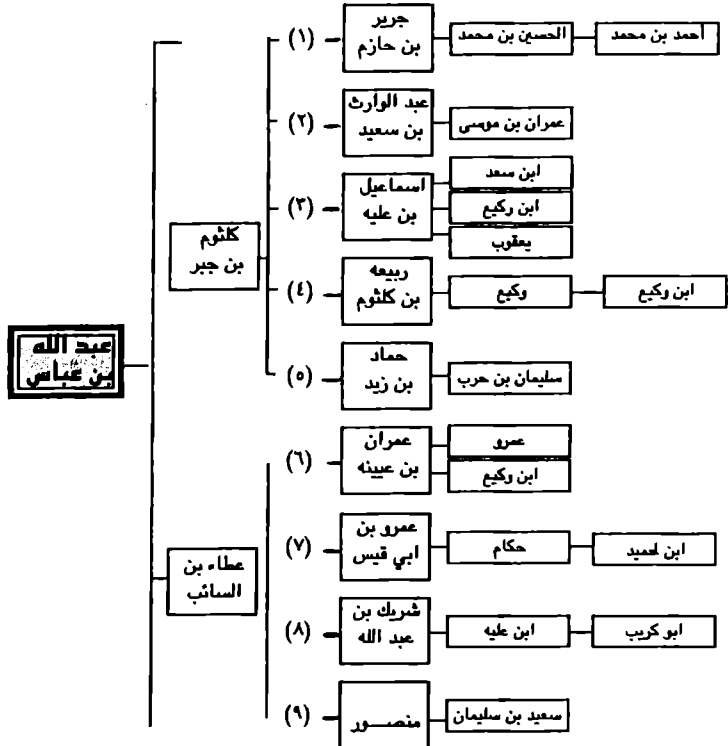 عبد الله
بن عباس
كلثوم
بن جبر
(١)
جرير
بن حازم
الحسين بن محمد
أحمد بن محمد
(٢)
عبد الوارث
بن سعيد
عمران بن موسى
(٣)
اسماعيل
بن عليه
ابن سعد
ابن ركيع
يعقوب
(٤)
ربيعه
بن كلثوم
وكيع
ابن وكيع
(٥)
حماد
بن زيد
سليمان بن حرب
عطاء بن
السائب
(٦)
عمران
بن عيينه
عمرو
ابن وكيع
(٧)
عمرو بن
ابي قيس
حكام
ابن لحميد
(٨)
شريك بن
عبد الله
ابن عليه
ابو كريب
(٩)
منصــور
سعيد بن سليمان